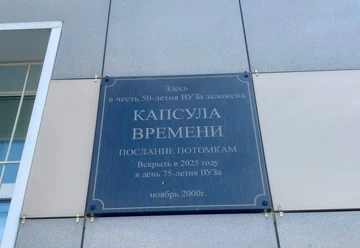 Здесь
в честь 50-летия ВУЗа заложена
КАПСУЛА
ВРЕМЕНИ
ПОСЛАНИЕ ПОТОМКАМ
Вскрыть в 2025 году
в день 75-летия ВУЗа
ноябрь 2000г.